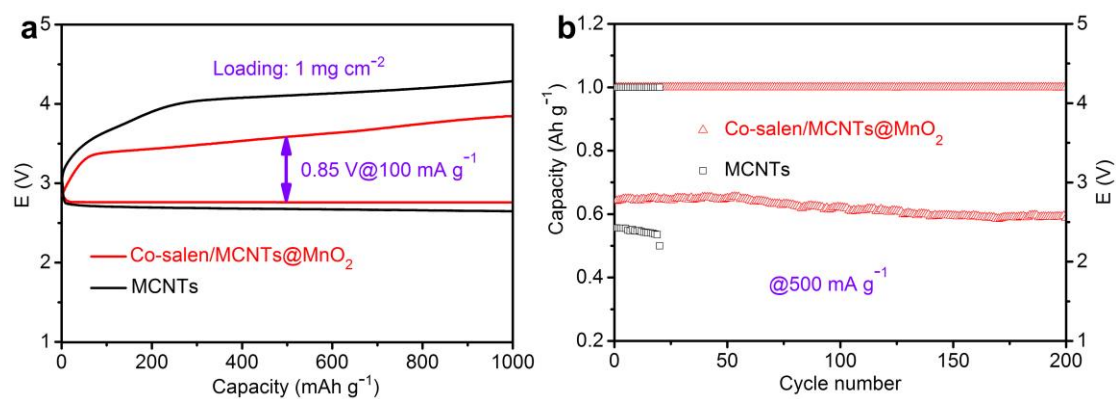 a
E (V)
5
4
3
2
1
Loading: 1 mg cm⁻²
0.85 V@100 mA g⁻¹
Co-salen/MCNTs@MnO₂
MCNTs
0 200 400 600 800 1000
Capacity (mAh g⁻¹)
b
Capacity (Ah g⁻¹)
1.2
1.0
0.8
0.6
0.4
0.2
Co-salen/MCNTs@MnO₂
MCNTs
@500 mA g⁻¹
5
4
3
2
1
E (V)
0 50 100 150 200
Cycle number